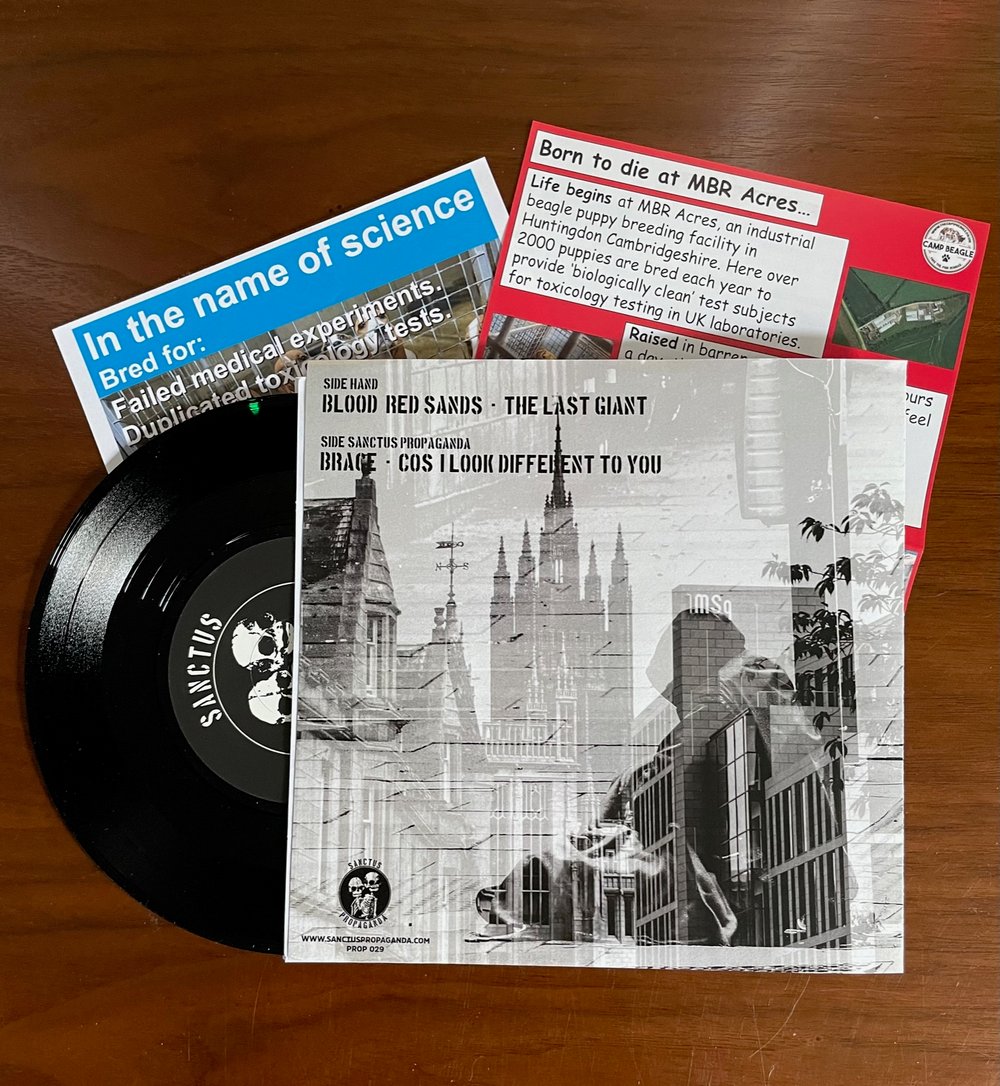 In the name of science
Bred for:
Failed medical experiments.
Duplicated toxicology tests.
Born to die at MBR Acres...
Life begins at MBR Acres, an industrial
beagle puppy breeding facility in
Huntingdon Cambridgeshire. Here over
2000 puppies are bred each year to
provide 'biologically clean' test subjects
for toxicology testing in UK laboratories.
Raised in barren
CAMP BEAGLE
feel
SIDE HAND
BLOOD RED SANDS - THE LAST GIANT
SIDE SANCTUS PROPAGANDA
BRACE - COS I LOOK DIFFERENT TO YOU
N S
1MSq
SANCTUS
SANCTUS
PROPAGANDA
WWW.SANCTUSPROPAGANDA.COM
PROP 029